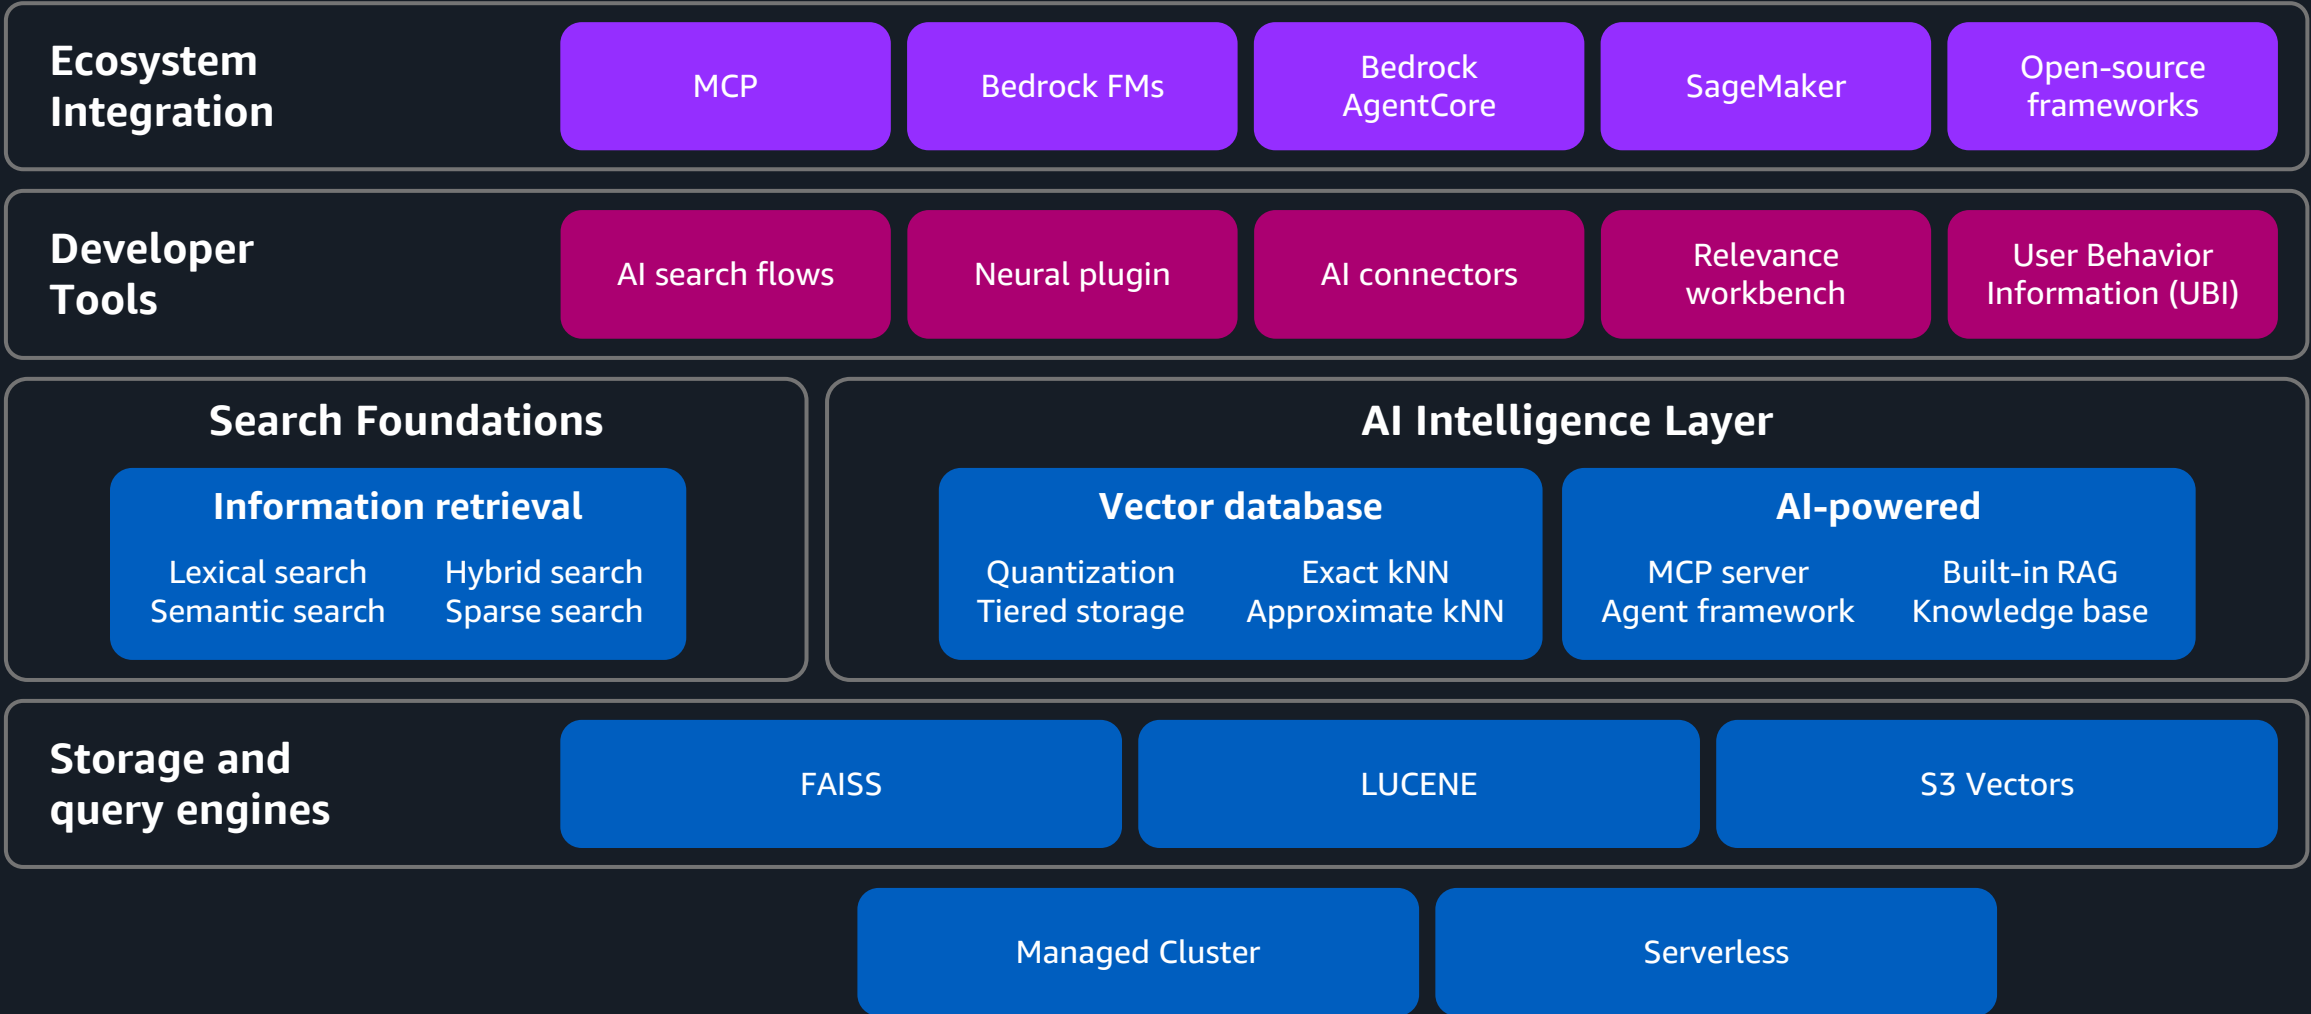 Ecosystem
Integration
MCP
Bedrock FMs
Bedrock
AgentCore
SageMaker
Open-source
frameworks
Developer
Tools
AI search flows
Neural plugin
AI connectors
Relevance
workbench
User Behavior
Information (UBI)
Search Foundations
Information retrieval
Lexical search
Semantic search
Hybrid search
Sparse search
AI Intelligence Layer
Vector database
Quantization
Tiered storage
Exact kNN
Approximate kNN
AI-powered
MCP server
Agent framework
Built-in RAG
Knowledge base
Storage and
query engines
FAISS
LUCENE
S3 Vectors
Managed Cluster
Serverless